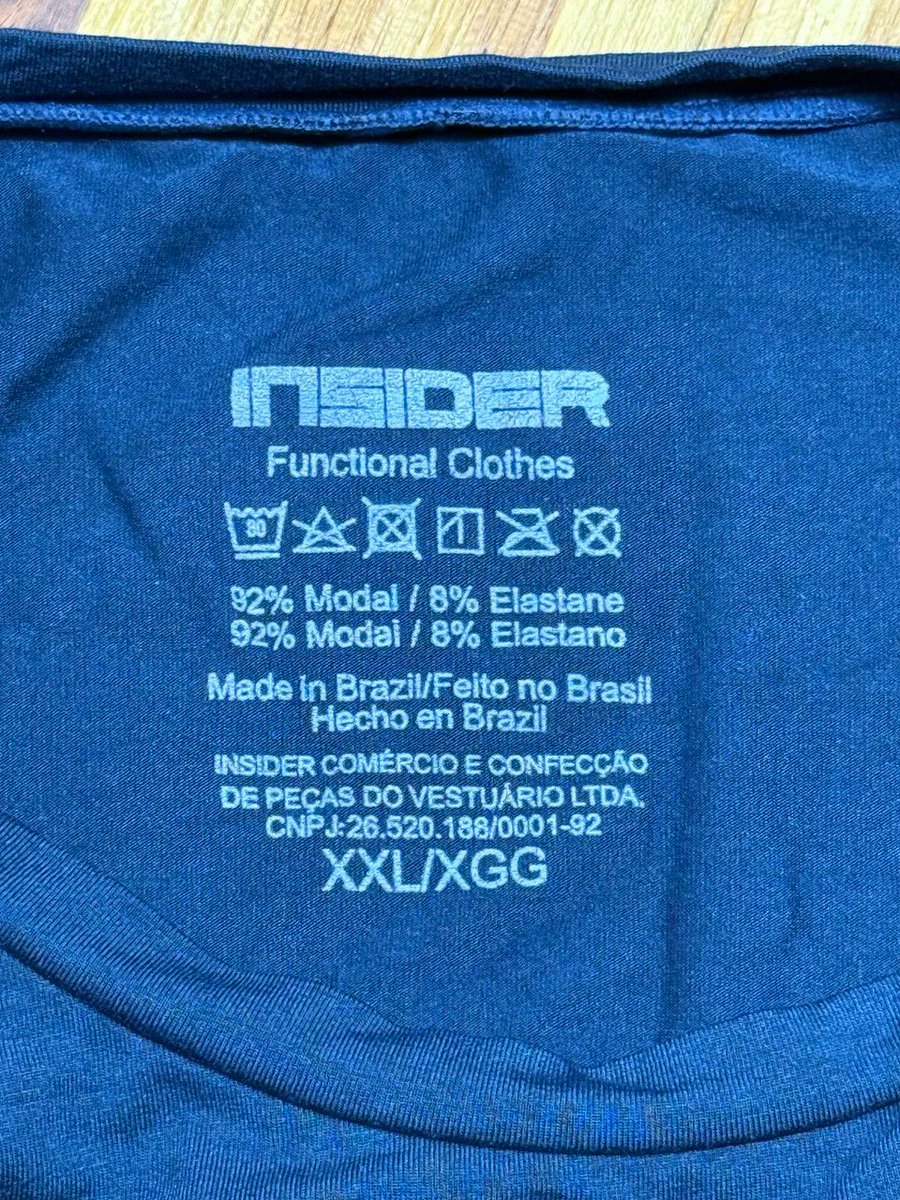 INSIDER
Functional Clothes
92% Modal / 8% Elastane
92% Modal / 8% Elastano
Made in Brazil/Feito no Brasil
Hecho en Brazil
INSIDER COMÉRCIO E CONFECÇÃO
DE PEÇAS DO VESTUÁRIO LTDA.
CNPJ:26.520.188/0001-92
XXL/XGG